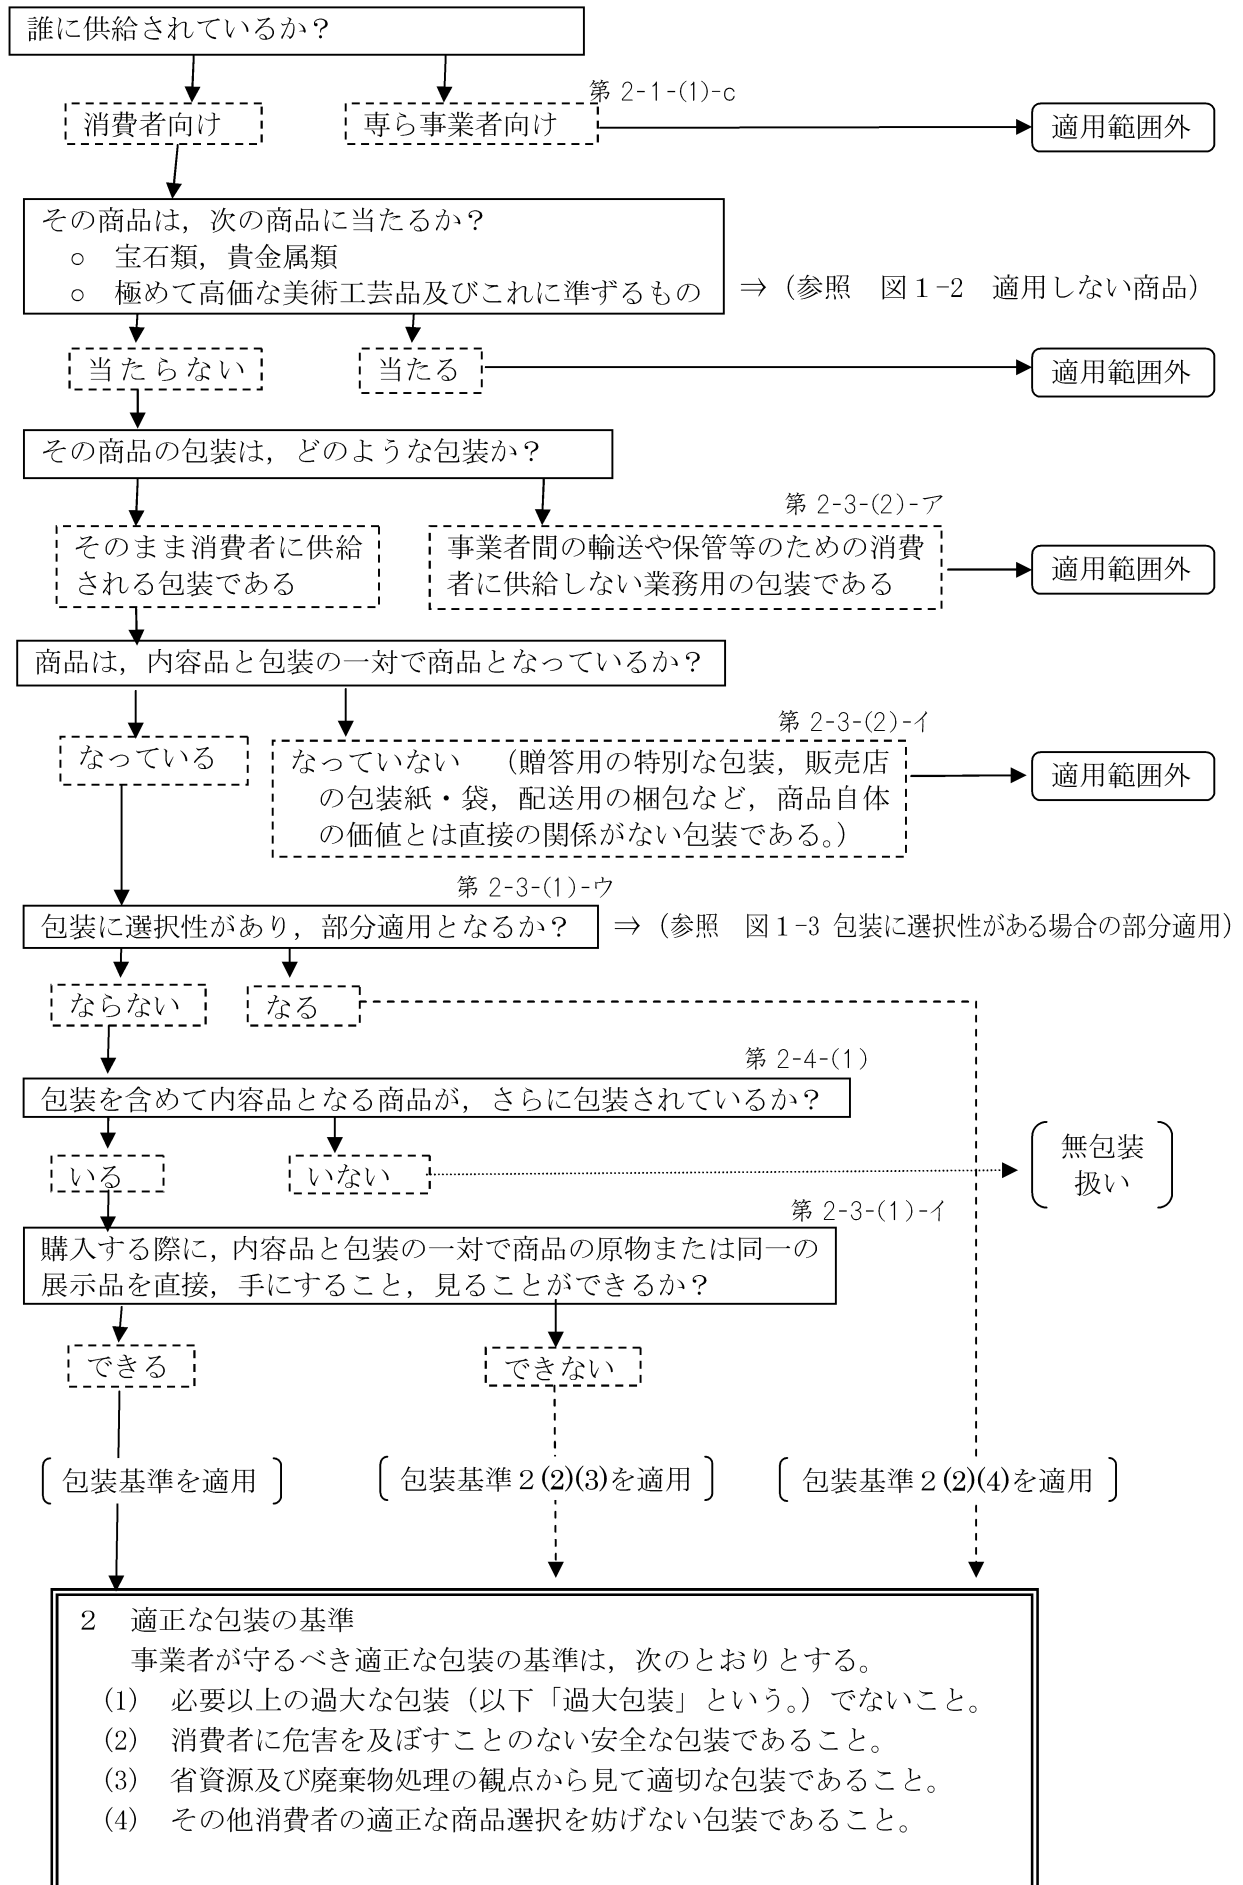 誰に供給されているか？
第 2-1-(1)-c
消費者向け
専ら事業者向け
適用範囲外
その商品は，次の商品に当たるか？
○　宝石類，貴金属類
○　極めて高価な美術工芸品及びこれに準ずるもの
⇒（参照　図１-2　適用しない商品）
当たらない
当たる
適用範囲外
その商品の包装は，どのような包装か？
第 2-3-(2)-ア
そのまま消費者に供給
される包装である
事業者間の輸送や保管等のための消費
者に供給しない業務用の包装である
適用範囲外
商品は，内容品と包装の一対で商品となっているか？
第 2-3-(2)-イ
なっている
なっていない　（贈答用の特別な包装，販売店
の包装紙・袋，配送用の梱包など，商品自体
の価値とは直接の関係がない包装である。）
適用範囲外
第 2-3-(1)-ウ
包装に選択性があり，部分適用となるか？
⇒（参照　図１-3 包装に選択性がある場合の部分適用）
ならない
なる
第 2-4-(1)
包装を含めて内容品となる商品が，さらに包装されているか？
いる
いない
無包装
扱い
第 2-3-(1)-イ
購入する際に，内容品と包装の一対で商品の原物または同一の
展示品を直接，手にすること，見ることができるか？
できる
できない
包装基準を適用
包装基準２(2)(3)を適用
包装基準２(2)(4)を適用
２　適正な包装の基準
事業者が守るべき適正な包装の基準は，次のとおりとする。
(1)　必要以上の過大な包装（以下「過大包装」という。）でないこと。
(2)　消費者に危害を及ぼすことのない安全な包装であること。
(3)　省資源及び廃棄物処理の観点から見て適切な包装であること。
(4)　その他消費者の適正な商品選択を妨げない包装であること。